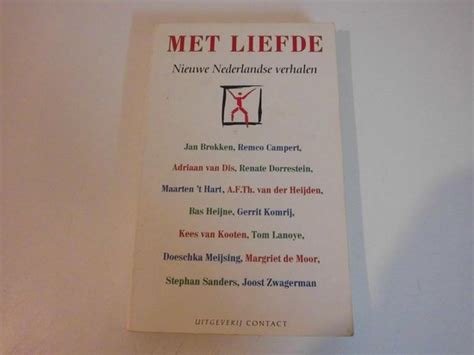 MET LIEFDE
Nieuwe Nederlandse verhalen
Jan Brokken, Remco Campert,
Adriaan van Dis, Renate Dorrestein,
Maarten 't Hart, A.F.Th. van der Heijden,
Bas Heijne, Gerrit Komrij,
Kees van Kooten, Tom Lanoye,
Doeschka Meijsing, Margriet de Moor,
Stephan Sanders, Joost Zwagerman
UITGEVERIJ CONTACT